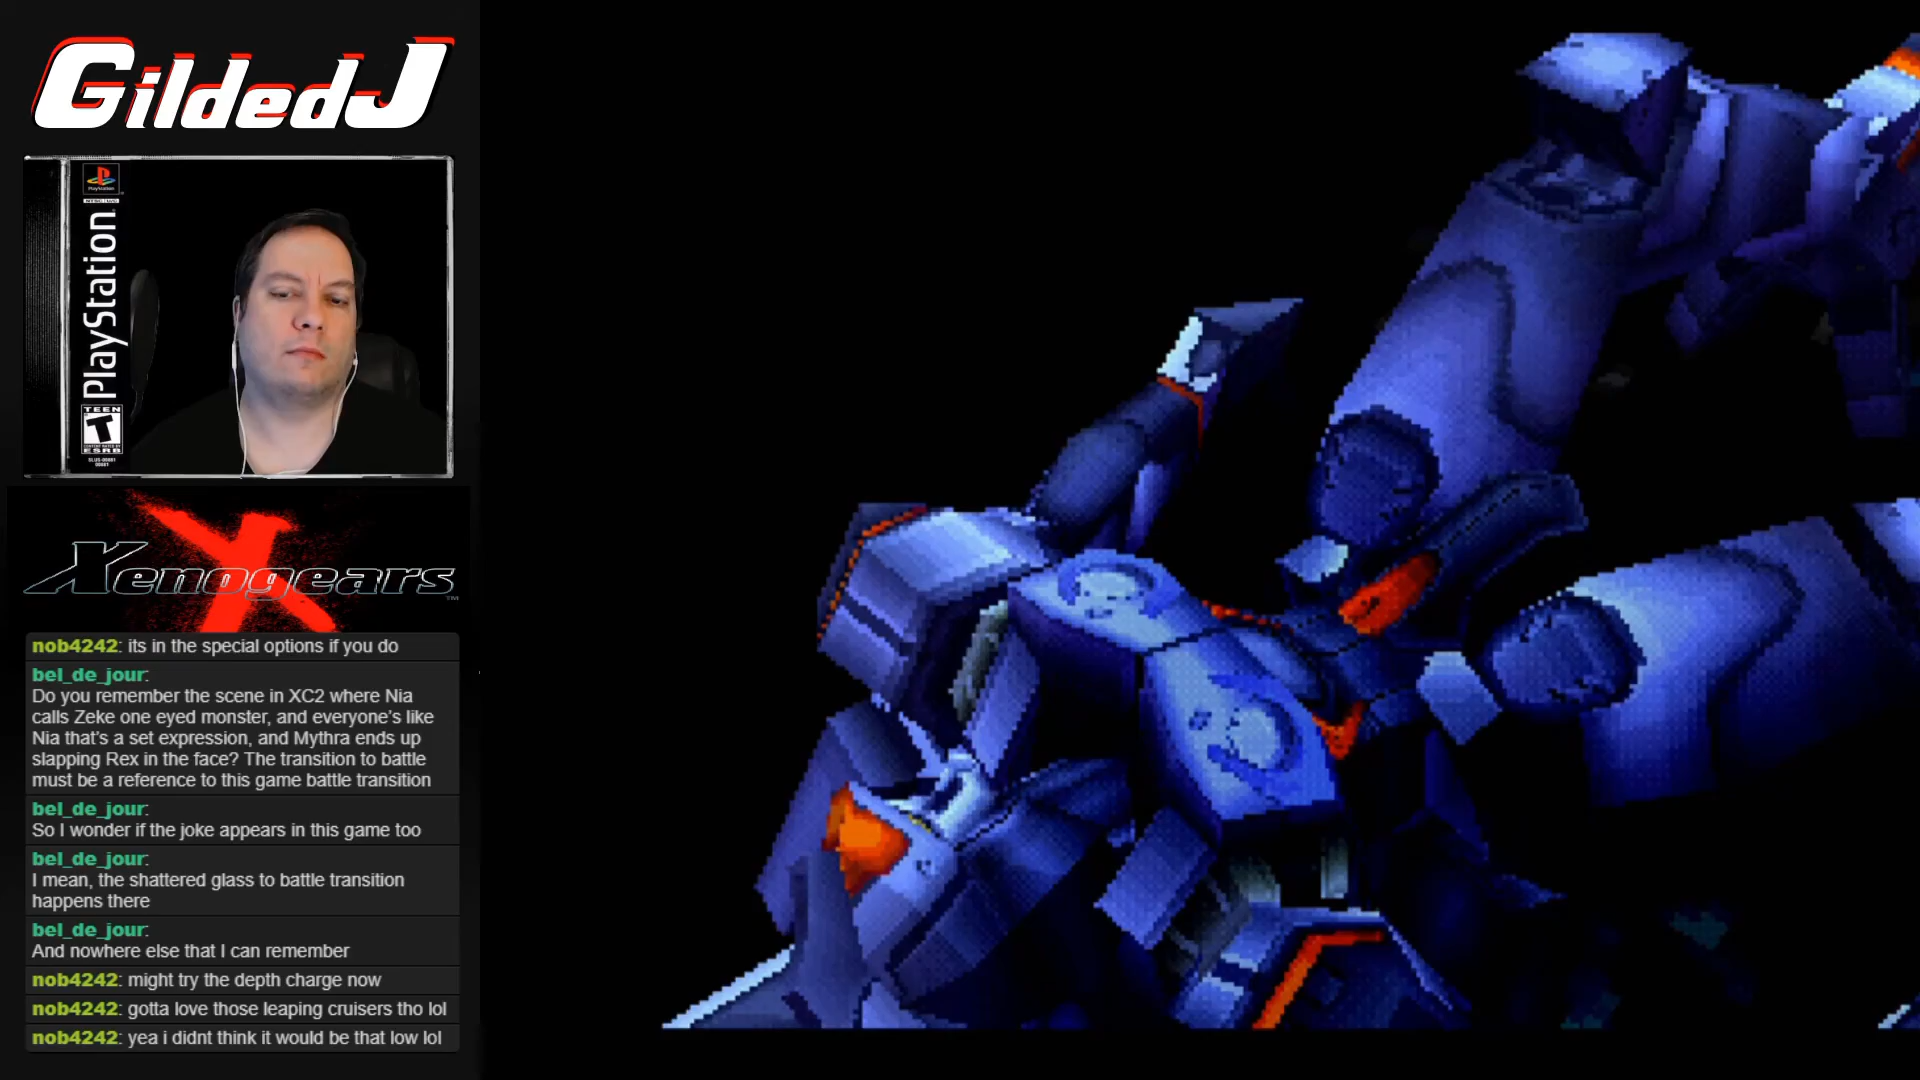 GildedJ
PlayStation
PlayStation
TEEN
T
ESRB
Xenogears
TM
nob4242: its in the special options if you do
bel_de_jour:
Do you remember the scene in XC2 where Nia
calls Zeke one eyed monster, and everyone's like
Nia that's a set expression, and Mythra ends up
slapping Rex in the face? The transition to battle
must be a reference to this game battle transition
bel_de_jour:
So I wonder if the joke appears in this game too
bel_de_jour:
I mean, the shattered glass to battle transition
happens there
bel_de_jour:
And nowhere else that I can remember
nob4242: might try the depth charge now
nob4242: gotta love those leaping cruisers tho lol
nob4242: yea i didnt think it would be that low lol